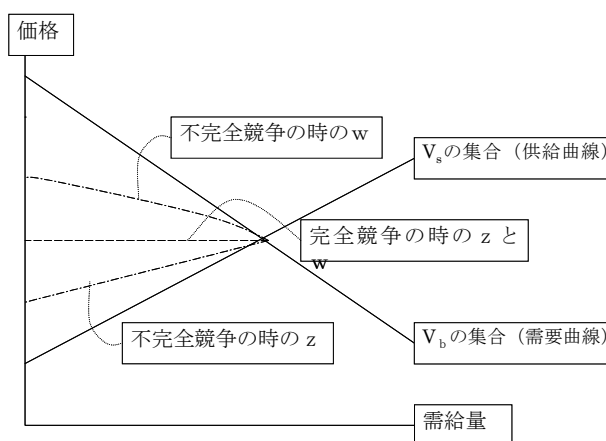 価格
不完全競争の時のｗ
Vsの集合（供給曲線）
完全競争の時のｚと
ｗ
不完全競争の時のｚ
Vbの集合（需要曲線）
需給量